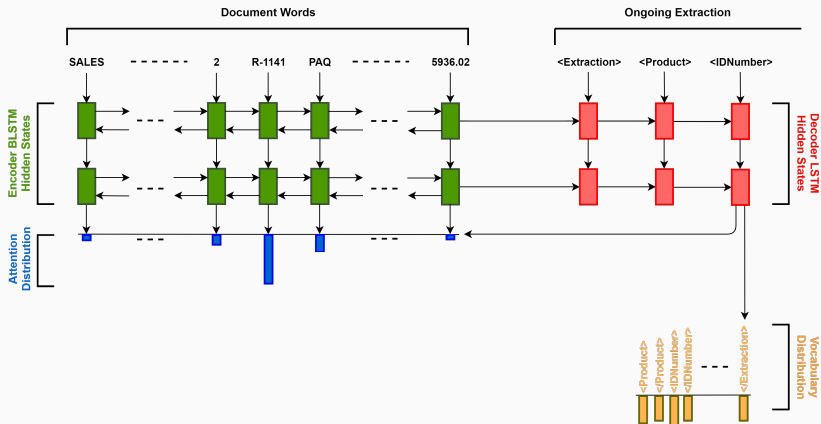 Document Words
Ongoing Extraction
SALES
2
R-1141
PAQ
5936.02
<Extraction>
<Product>
<IDNumber>
Encoder BLSTM
Hidden States
Decoder LSTM
Hidden States
Attention
Distribution
<Product>
</Product>
<IDNumber>
</IDNumber>
</Extraction>
Vocabulary
Distribution